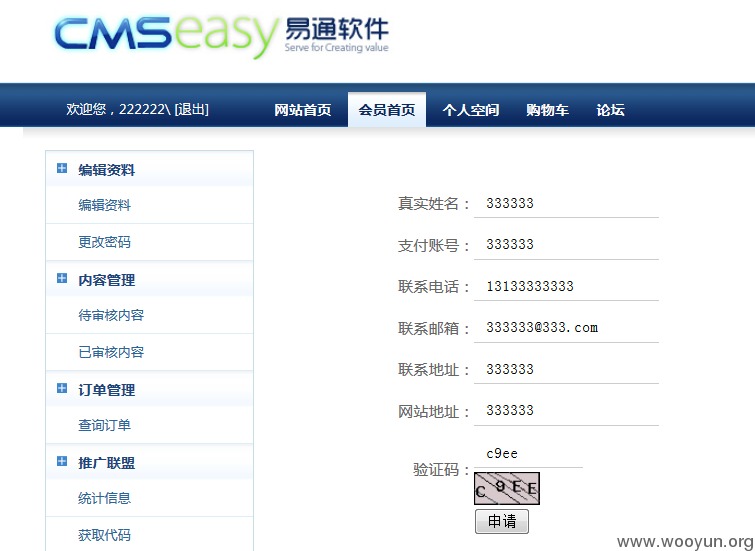 CMSeasy 易通软件
Serve for Creating value
欢迎您，222222\ [退出] 网站首页 会员首页 个人空间 购物车 论坛
编辑资料
编辑资料
更改密码
内容管理
待审核内容
已审核内容
订单管理
查询订单
推广联盟
统计信息
获取代码
真实姓名： 333333
支付账号： 333333
联系电话： 13133333333
联系邮箱： 333333@333.com
联系地址： 333333
网站地址： 333333
验证码： c9ee
C9EE
申请
www.wooyun.org